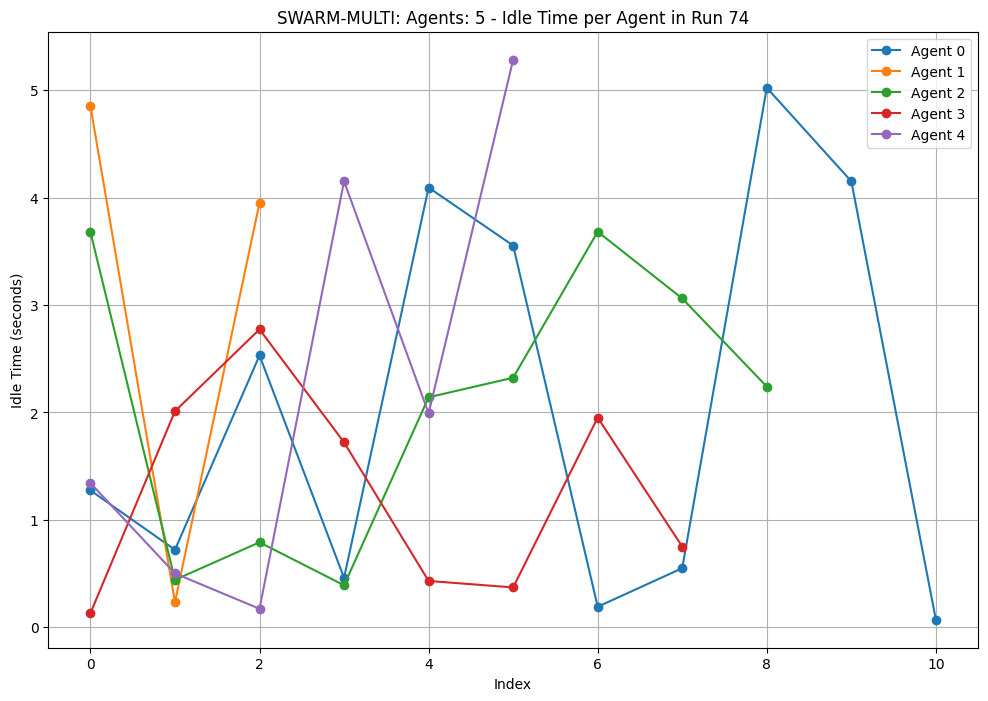 SWARM-MULTI: Agents: 5 - Idle Time per Agent in Run 74
Agent 0
Agent 1
Agent 2
Agent 3
Agent 4
Idle Time (seconds)
5
4
3
2
1
0
0 2 4 6 8 10
Index